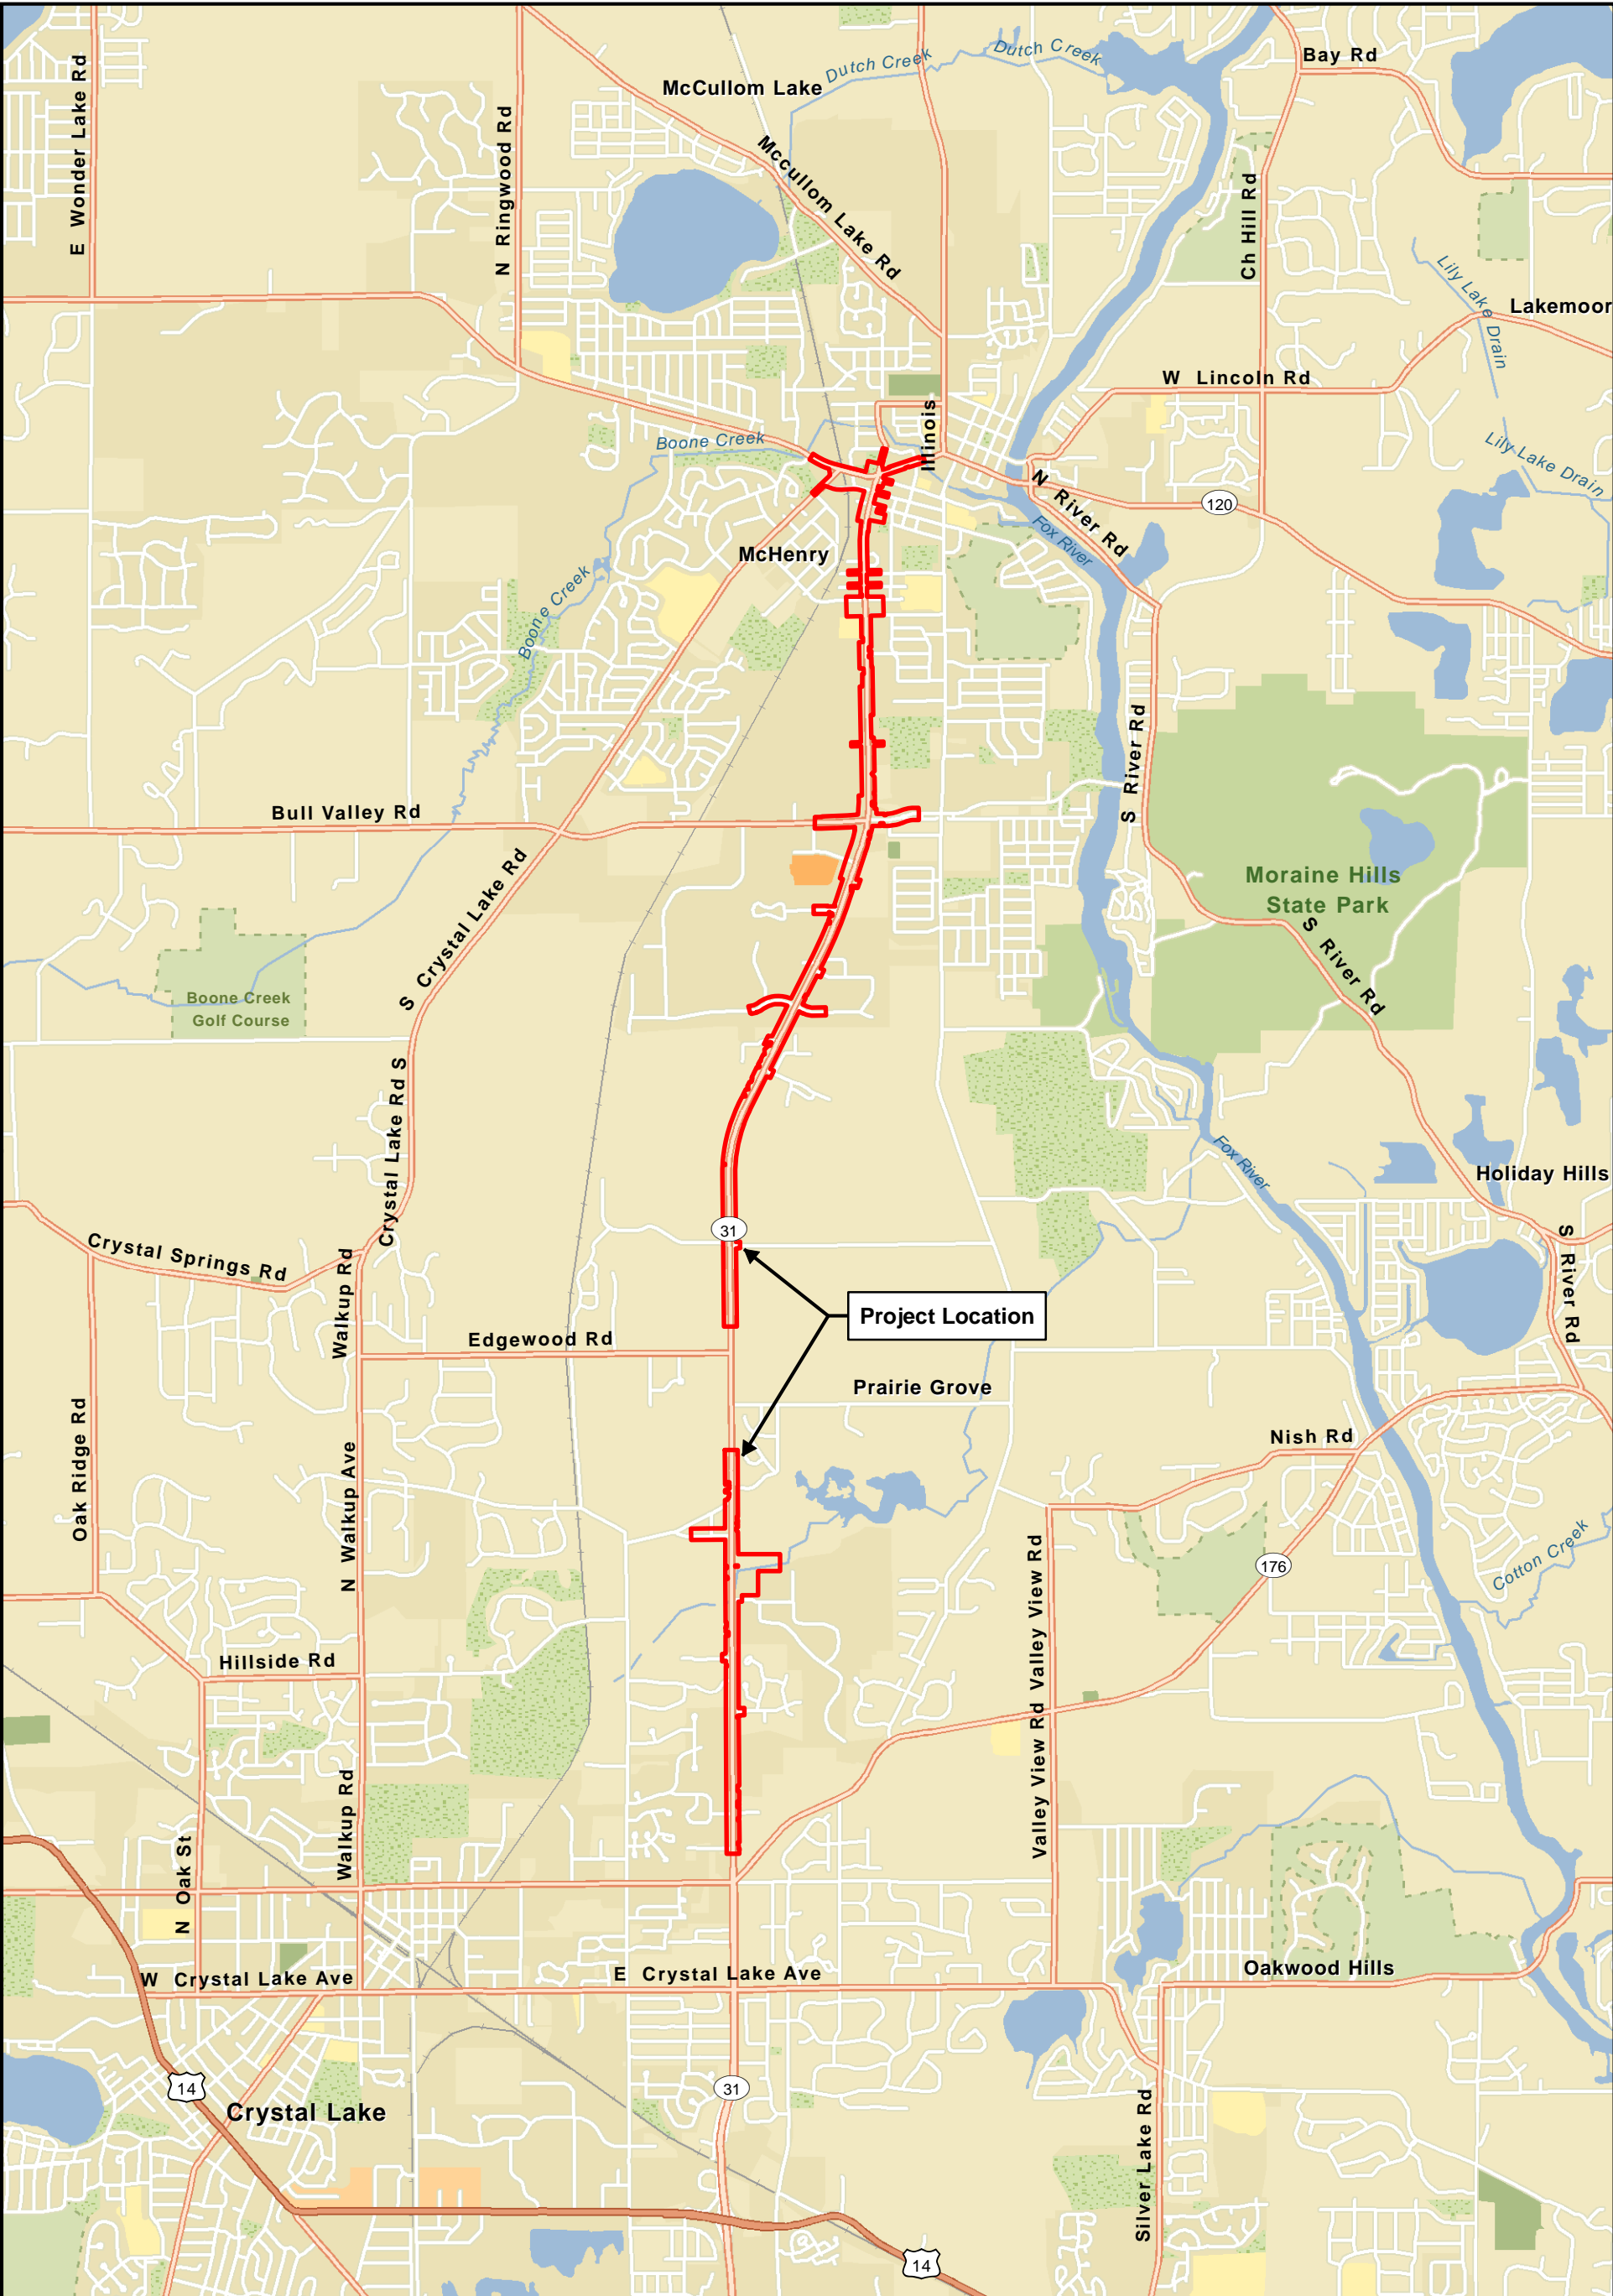 Dutch Creek
Dutch Creek
Bay Rd
McCullom Lake
E Wonder Lake Rd
N Ringwood Rd
Mccullom Lake Rd
Ch Hill Rd
Lily Lake Drain
Lakemoor
W Lincoln Rd
Illinois
Boone Creek
Lily Lake Drain
N River Rd
120
Fox River
McHenry
Boone Creek
S River Rd
Bull Valley Rd
Moraine Hills
State Park
S Crystal Lake Rd
S River Rd
Boone Creek
Golf Course
Crystal Lake Rd S
Fox River
Holiday Hills
31
Crystal Springs Rd
Walkup Rd
S River Rd
Project Location
Edgewood Rd
Prairie Grove
Oak Ridge Rd
N Walkup Ave
Nish Rd
Valley View Rd
176
Cotton Creek
Hillside Rd
Valley View Rd
Valley View Rd
Walkup Rd
N Oak St
W Crystal Lake Ave
E Crystal Lake Ave
Oakwood Hills
14
31
Crystal Lake
Silver Lake Rd
14